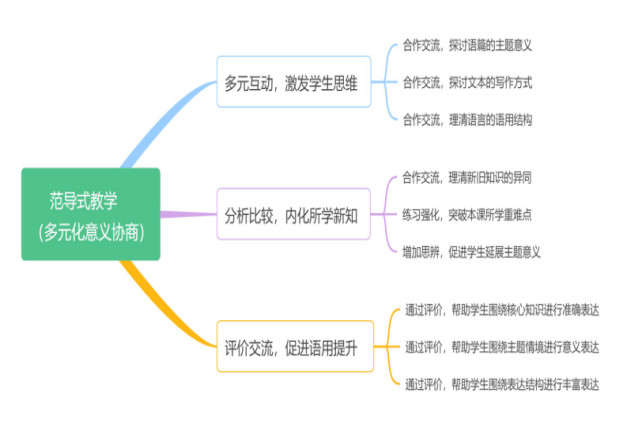 范导式教学
（多元化意义协商）
多元互动，激发学生思维
合作交流，探讨语篇的主题意义
合作交流，探讨文本的写作方式
合作交流，理清语言的语用结构
分析比较，内化所学新知
合作交流，理清新旧知识的异同
练习强化，突破本课所学重难点
增加思辨，促进学生延展主题意义
评价交流，促进语用提升
通过评价，帮助学生围绕核心知识进行准确表达
通过评价，帮助学生围绕主题情境进行意义表达
通过评价，帮助学生围绕表达结构进行丰富表达